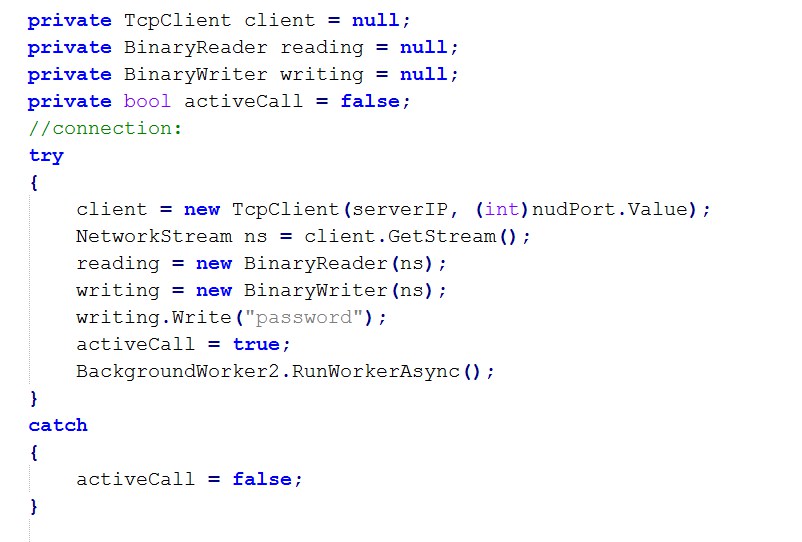 private TcpClient client = null;
private BinaryReader reading = null;
private BinaryWriter writing = null;
private bool activeCall = false;
//connection:
try
{
    client = new TcpClient(serverIP, (int)nudPort.Value);
    NetworkStream ns = client.GetStream();
    reading = new BinaryReader(ns);
    writing = new BinaryWriter(ns);
    writing.Write("password");
    activeCall = true;
    BackgroundWorker2.RunWorkerAsync();
}
catch
{
    activeCall = false;
}